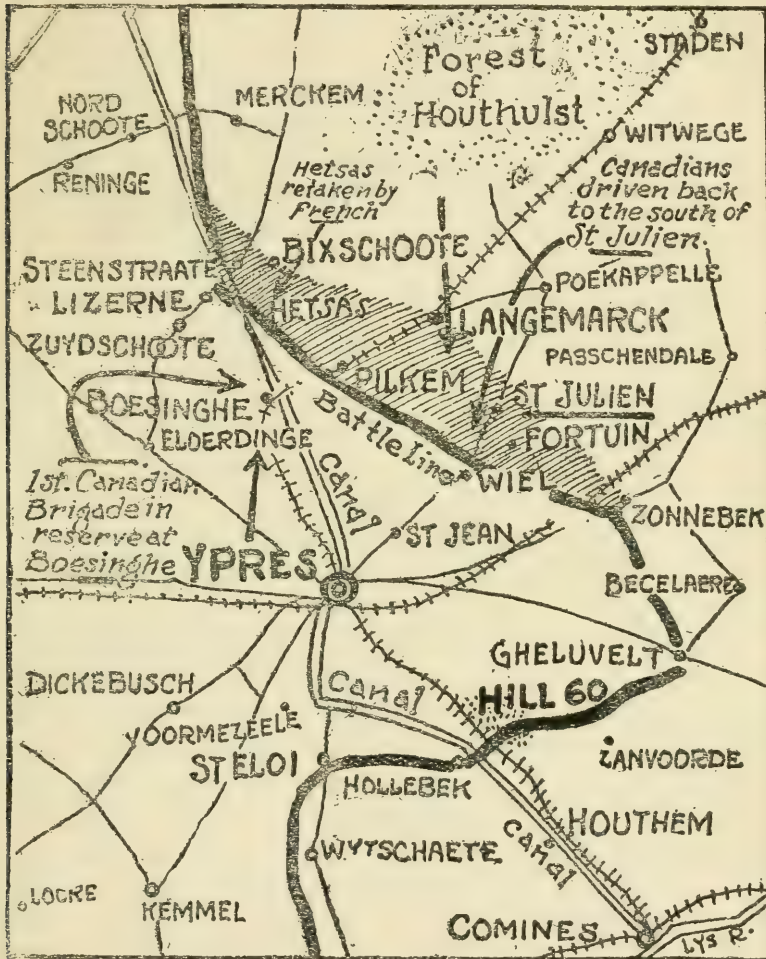 STADEN
Forest
of
Houthulst
NORD
SCHOOTE
MERCKEM
WITWEGE
RENINGE
Hetsas
retaken by
French
Canadians
driven back
to the south of
St Julien.
BIXSCHOOTE
STEENSTRAATE
POEKAPPELLE
LIZERNE
HETSAS
LANGEMARCK
ZUYDSCHOOTE
PASSCHENDALE
PILKEM
BOESINGHE
ST JULIEN
ELOERDINGE
Battle Line
FORTUIN
Canal
WIEL
1st. Canadian
Brigade in
reserve at
Boesinghe
ZONNEBEK
ST JEAN
YPRES
BECELAERE
GHELUVELT
DICKEBUSCH
Canal
HILL 60
VOORMEZEELE
ST ELOI
ZANVOORDE
HOLLEBEK
HOUTHEM
WYTSCHAETE
Canal
LOCRE
KEMMEL
COMINES
LYS R.